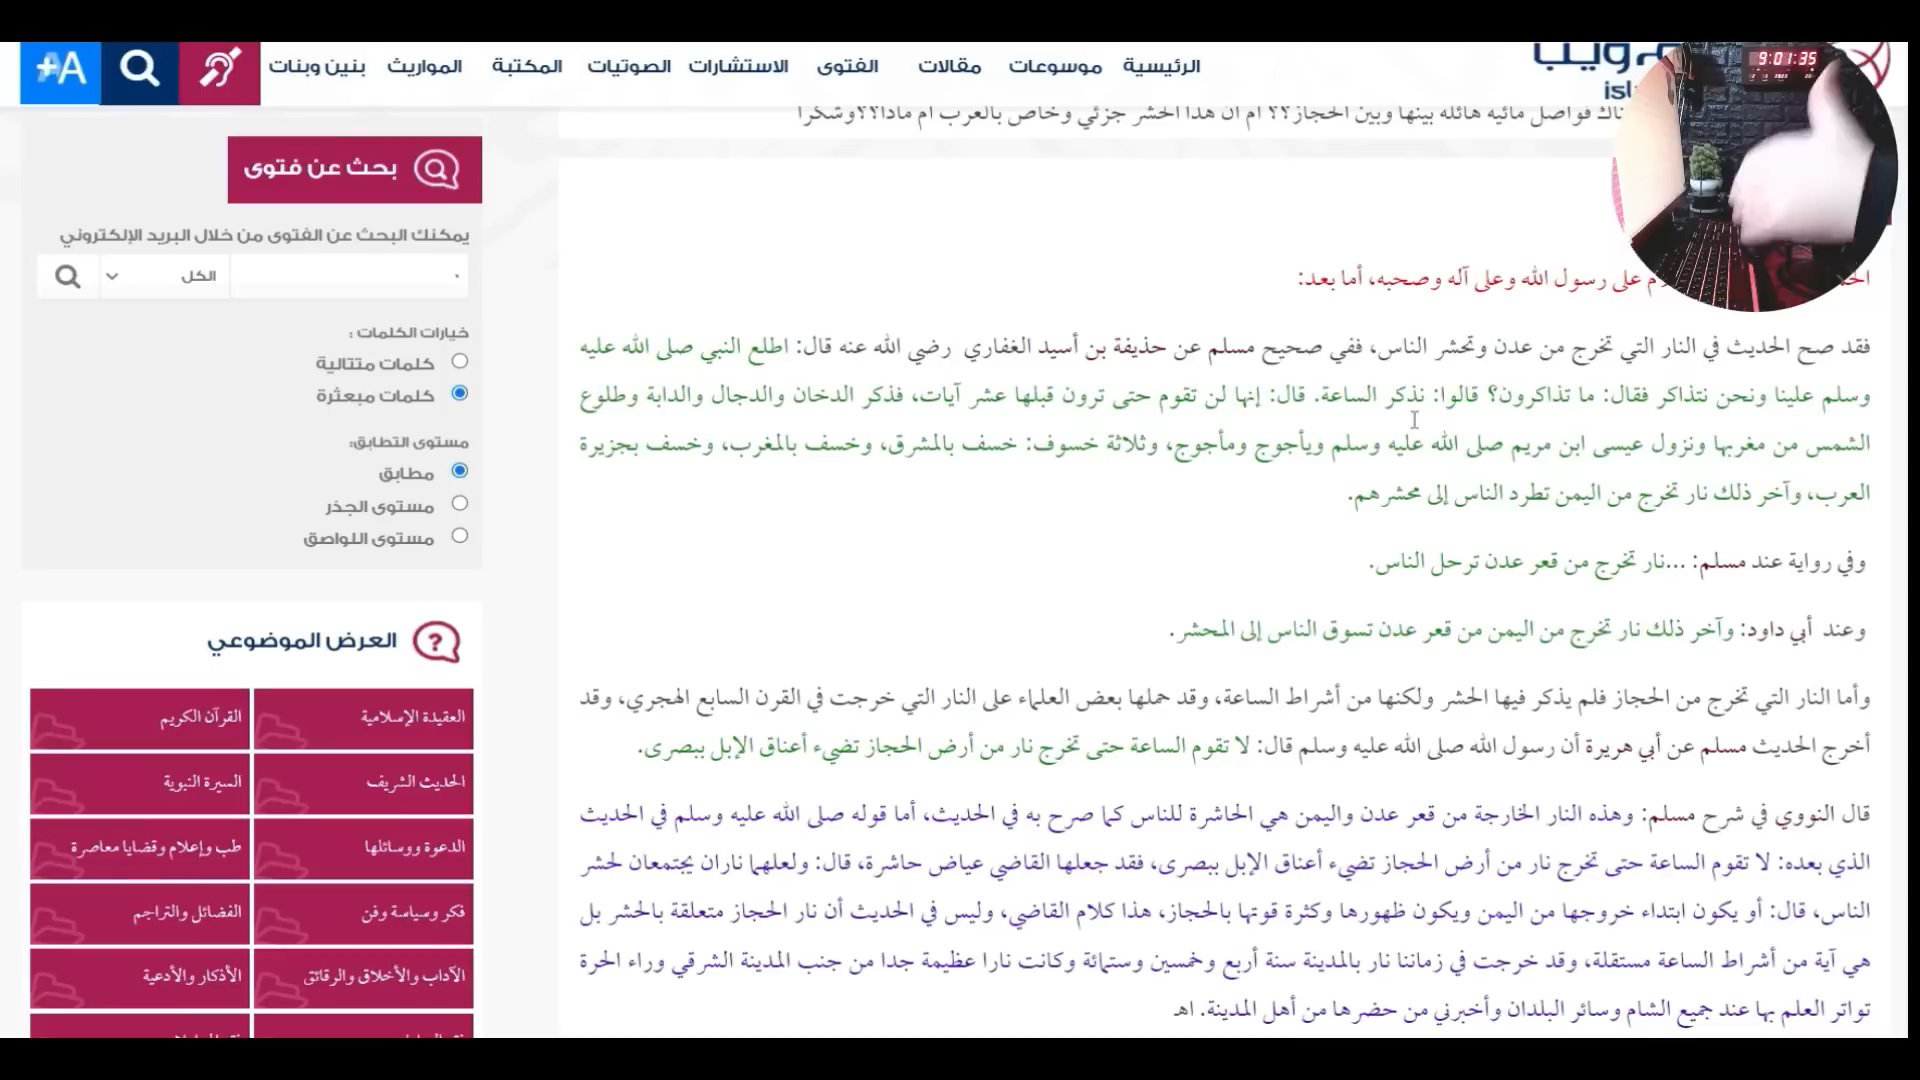 +A
الرئيسية موسوعات مقالات الفتوى الاستشارات الصوتيات المكتبة المواريث بنين وبنات
ويب
9:01:35
فواصل مائيه هائله بينها وبين الحجاز؟؟ ام ان هذا الحشر جزئي وخاص بالعرب ام ماذا؟؟وشكرا
على رسول الله وعلى آله وصحبه، أما بعد:
فقد صح الحديث في النار التي تخرج من عدن وتحشر الناس، ففي صحيح مسلم عن حذيفة بن أسيد الغفاري رضي الله عنه قال: اطلع النبي صلى الله عليه
وسلم علينا ونحن نتذاكر فقال: ما تذاكرون؟ قالوا: نذكر الساعة. قال: إنها لن تقوم حتى ترون قبلها عشر آيات، فذكر الدخان والدجال والدابة وطلوع
الشمس من مغربها ونزول عيسى ابن مريم صلى الله عليه وسلم ويأجوج ومأجوج، وثلاثة خسوف: خسف بالمشرق، وخسف بالمغرب، وخسف بجزيرة
العرب، وآخر ذلك نار تخرج من اليمن تطرد الناس إلى محشرهم.
وفي رواية عند مسلم: ...نار تخرج من قعر عدن ترحل الناس.
وعند أبي داود: وآخر ذلك نار تخرج من اليمن من قعر عدن تسوق الناس إلى المحشر.
وأما النار التي تخرج من الحجاز فلم يذكر فيها الحشر ولكنها من أشراط الساعة، وقد حملها بعض العلماء على النار التي خرجت في القرن السابع الهجري، وقد
أخرج الحديث مسلم عن أبي هريرة أن رسول الله صلى الله عليه وسلم قال: لا تقوم الساعة حتى تخرج نار من أرض الحجاز تضيء أعناق الإبل ببصرى.
قال النووي في شرح مسلم: وهذه النار الخارجة من قعر عدن واليمن هي الحاشرة للناس كما صرح به في الحديث، أما قوله صلى الله عليه وسلم في الحديث
الذي بعده: لا تقوم الساعة حتى تخرج نار من أرض الحجاز تضيء أعناق الإبل ببصرى، فقد جعلها القاضي عياض حاشرة، قال: ولعلهما ناران يجتمعان لحشر
الناس، قال: أو يكون ابتداء خروجها من اليمن ويكون ظهورها وكثرة قوتها بالحجاز، هذا كلام القاضي، وليس في الحديث أن نار الحجاز متعلقة بالحشر بل
هي آية من أشراط الساعة مستقلة، وقد خرجت في زماننا نار بالمدينة سنة أربع وخمسين وستمائة وكانت نارا عظيمة جدا من جنب المدينة الشرقي وراء الحرة
تواتر العلم بها عند جميع الشام وسائر البلدان وأخبرني من حضرها من أهل المدينة. اهـ
بحث عن فتوى
يمكنك البحث عن الفتوى من خلال البريد الإلكتروني
الكل
خيارات الكلمات :
كلمات متتالية
كلمات مبعثرة
مستوى التطابق:
مطابق
مستوى الجذر
مستوى اللواصق
العرض الموضوعي
العقيدة الإسلامية القرآن الكريم
الحديث الشريف السيرة النبوية
الدعوة ووسائلها طب وإعلام وقضايا معاصرة
فكر وسياسة وفن الفضائل والتراجم
الآداب والأخلاق والرقائق الأذكار والأدعية